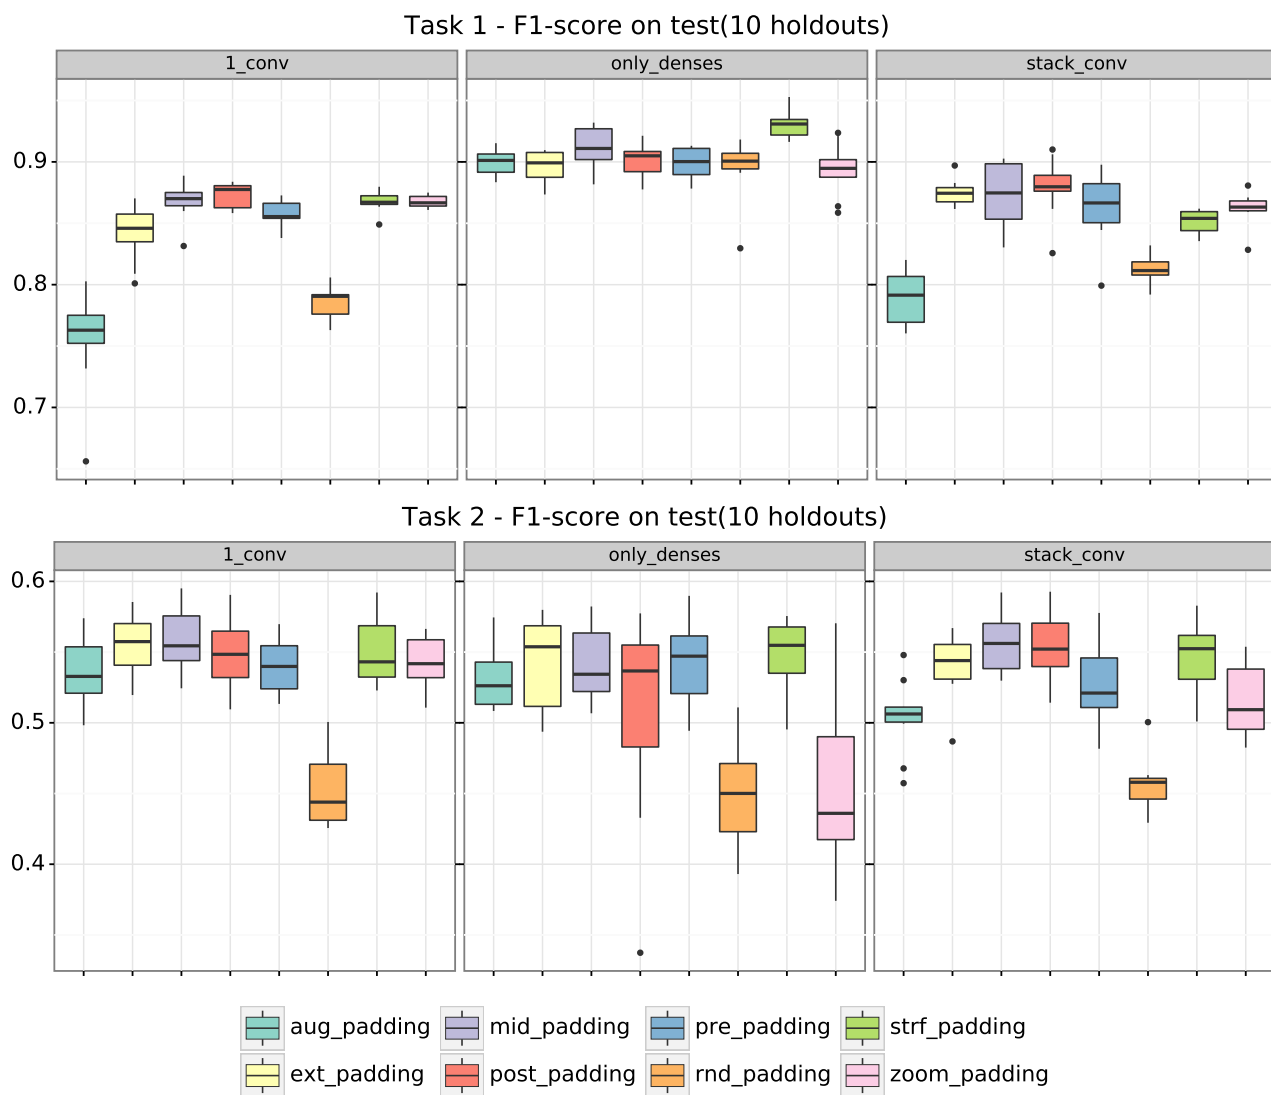 Task 1 - F1-score on test(10 holdouts)
1_conv only_denses stack_conv
0.9
0.8
0.7
Task 2 - F1-score on test(10 holdouts)
1_conv only_denses stack_conv
0.6
0.5
0.4
aug_padding mid_padding pre_padding strf_padding
ext_padding post_padding rnd_padding zoom_padding